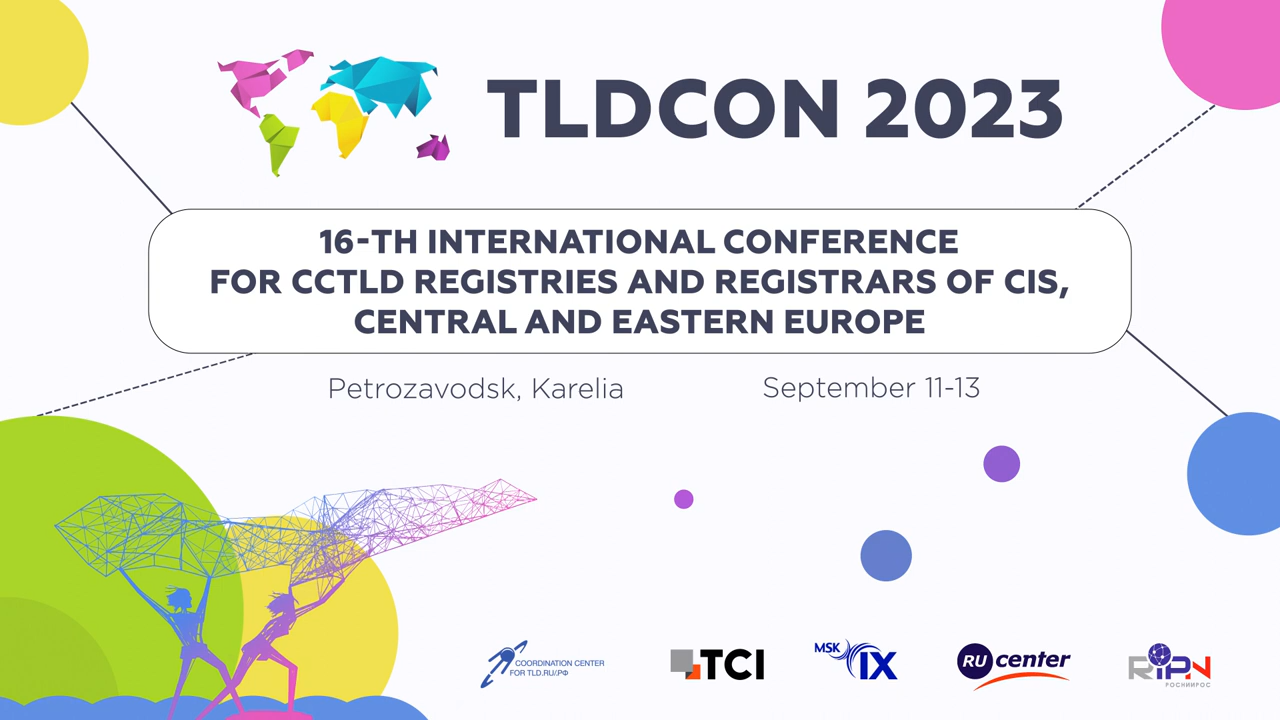 TLDCON 2023
16-TH INTERNATIONAL CONFERENCE
FOR CCTLD REGISTRIES AND REGISTRARS OF CIS,
CENTRAL AND EASTERN EUROPE
Petrozavodsk, Karelia
September 11-13
COORDINATION CENTER
FOR TLD.RU/.РФ
TCI
MSK
IX
RU center
RIPN
РОСНИИРОС